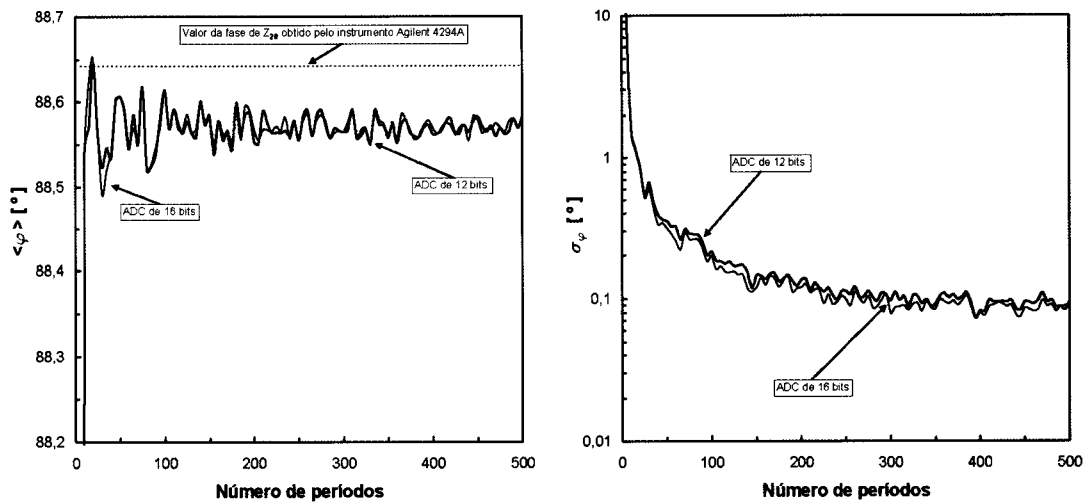 88,7
88,6
88,5
88,4
88,3
88,2
<φ> [°]
Valor da fase de Z20 obtido pelo instrumento Agilent 4294A
ADC de 12 bits
ADC de 16 bits
0
100
200
300
400
500
Número de períodos
10
1
0,1
0,01
σφ [°]
ADC de 12 bits
ADC de 16 bits
0
100
200
300
400
500
Número de períodos